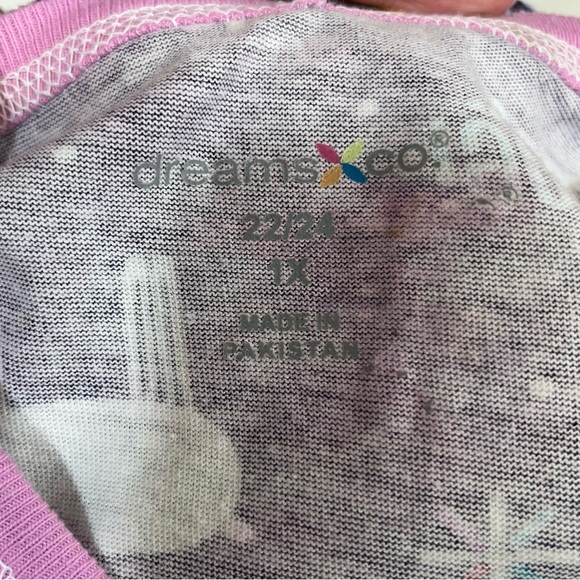 dreams co.®
22/24
1X
MADE IN
PAKISTAN